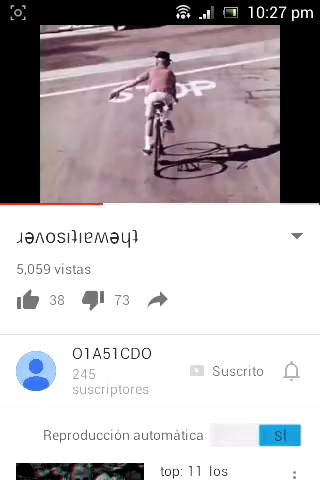 10:27 pm
STOP
ɹǝʌosıʇıɐʍǝɥʇ
5,059 vistas
38 73
O1A51CDO
245 suscriptores
Suscrito
Reproducción automática SÍ
top: 11 los